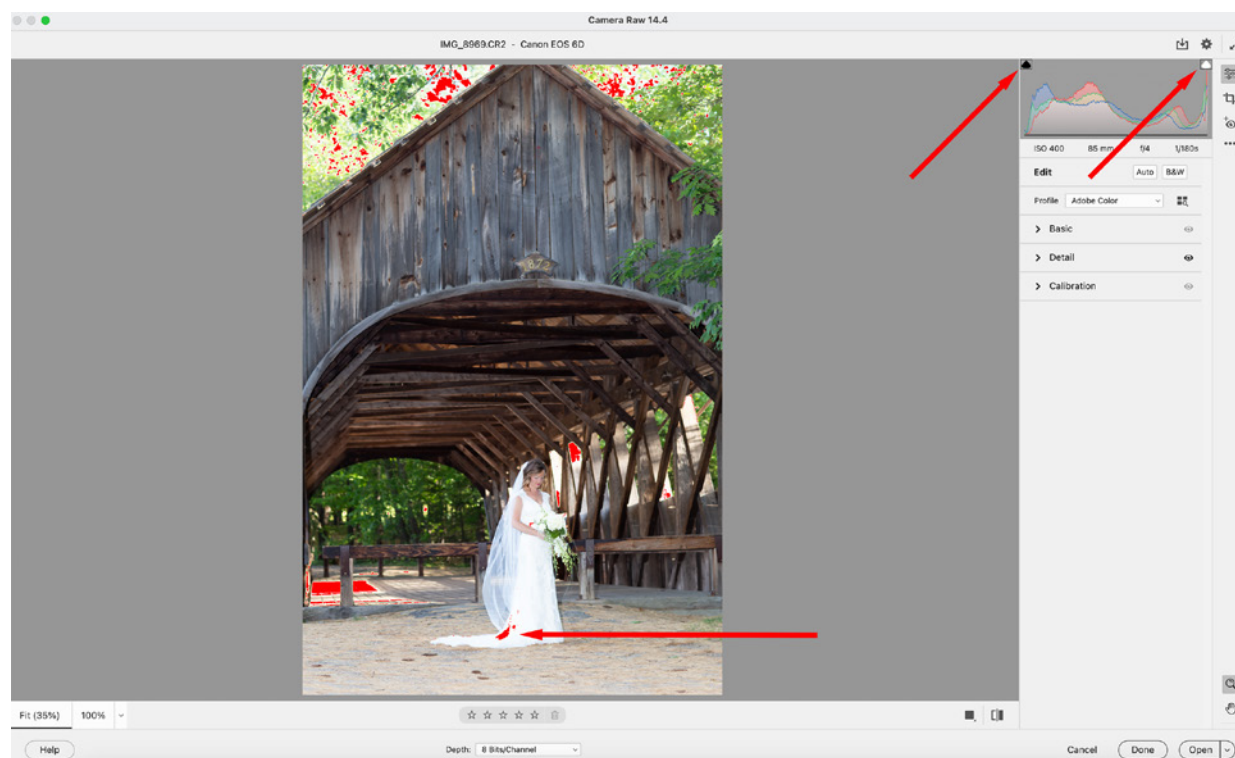 Camera Raw 14.4
IMG_8969.CR2 - Canon EOS 6D
ISO 400 85 mm f/4 1/180s
Edit Auto B&W
Profile Adobe Color
Basic
Detail
Calibration
1872
Fit (35%) 100%
Help Depth: 8 Bits/Channel Cancel Done Open